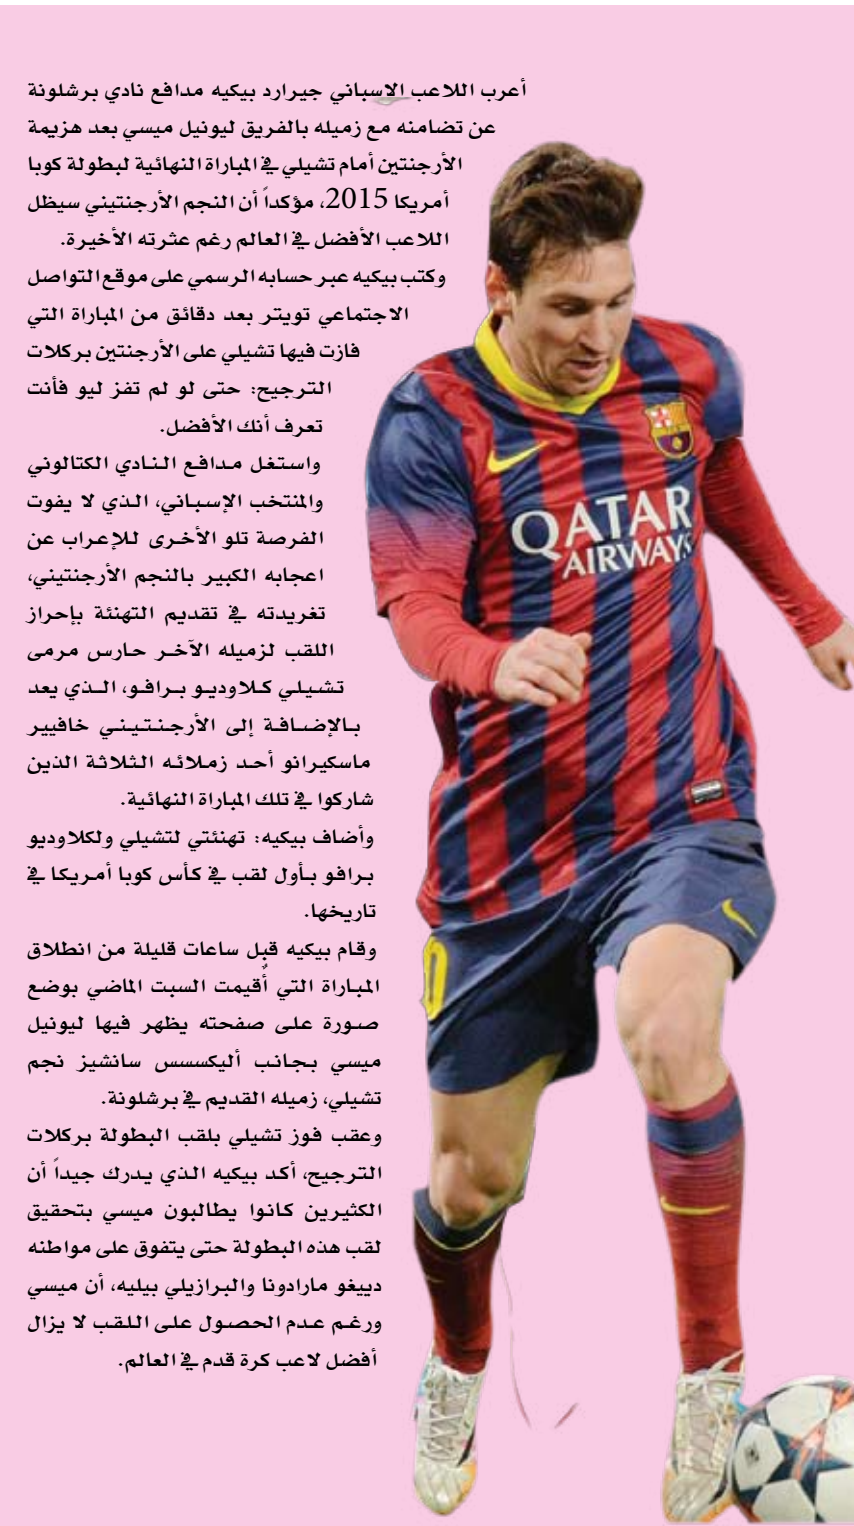 أعرب اللاعب الاسباني جيرارد بيكيه مدافع نادي برشلونة
عن تضامنه مع زميله بالفريق ليونيل ميسي بعد هزيمة
الأرجنتين أمام تشيلي في المباراة النهائية لبطولة كوبا
أمريكا 2015، مؤكداً أن النجم الأرجنتيني سيظل
اللاعب الأفضل في العالم رغم عثرته الأخيرة.
وكتب بيكيه عبر حسابه الرسمي على موقع التواصل
الاجتماعي تويتر بعد دقائق من المباراة التي
فازت فيها تشيلي على الأرجنتين بركلات
الترجيح: حتى لو لم تفز ليو فأنت
تعرف أنك الأفضل.
واستغل مدافع النادي الكتالوني
والمنتخب الإسباني، الذي لا يفوت
الفرصة تلو الأخرى للإعراب عن
اعجابه الكبير بالنجم الأرجنتيني،
تغريدته في تقديم التهنئة بإحراز
اللقب لزميله الآخر حارس مرمى
تشيلي كلاوديو برافو، الذي يعد
بالإضافة إلى الأرجنتيني خافيير
ماسكيرانو أحد زملائه الثلاثة الذين
شاركوا في تلك المباراة النهائية.
وأضاف بيكيه: تهنئتي لتشيلي ولكلاوديو
برافو بأول لقب في كأس كوبا أمريكا في
تاريخها.
وقام بيكيه قبل ساعات قليلة من انطلاق
المباراة التي أُقيمت السبت الماضي بوضع
صورة على صفحته يظهر فيها ليونيل
ميسي بجانب أليكسسس سانشيز نجم
تشيلي، زميله القديم في برشلونة.
وعقب فوز تشيلي بلقب البطولة بركلات
الترجيح، أكد بيكيه الذي يدرك جيداً أن
الكثيرين كانوا يطالبون ميسي بتحقيق
لقب هذه البطولة حتى يتفوق على مواطنه
دييغو مارادونا والبرازيلي بيليه، أن ميسي
ورغم عدم الحصول على اللقب لا يزال
أفضل لاعب كرة قدم في العالم.
QATAR
AIRWAYS
0